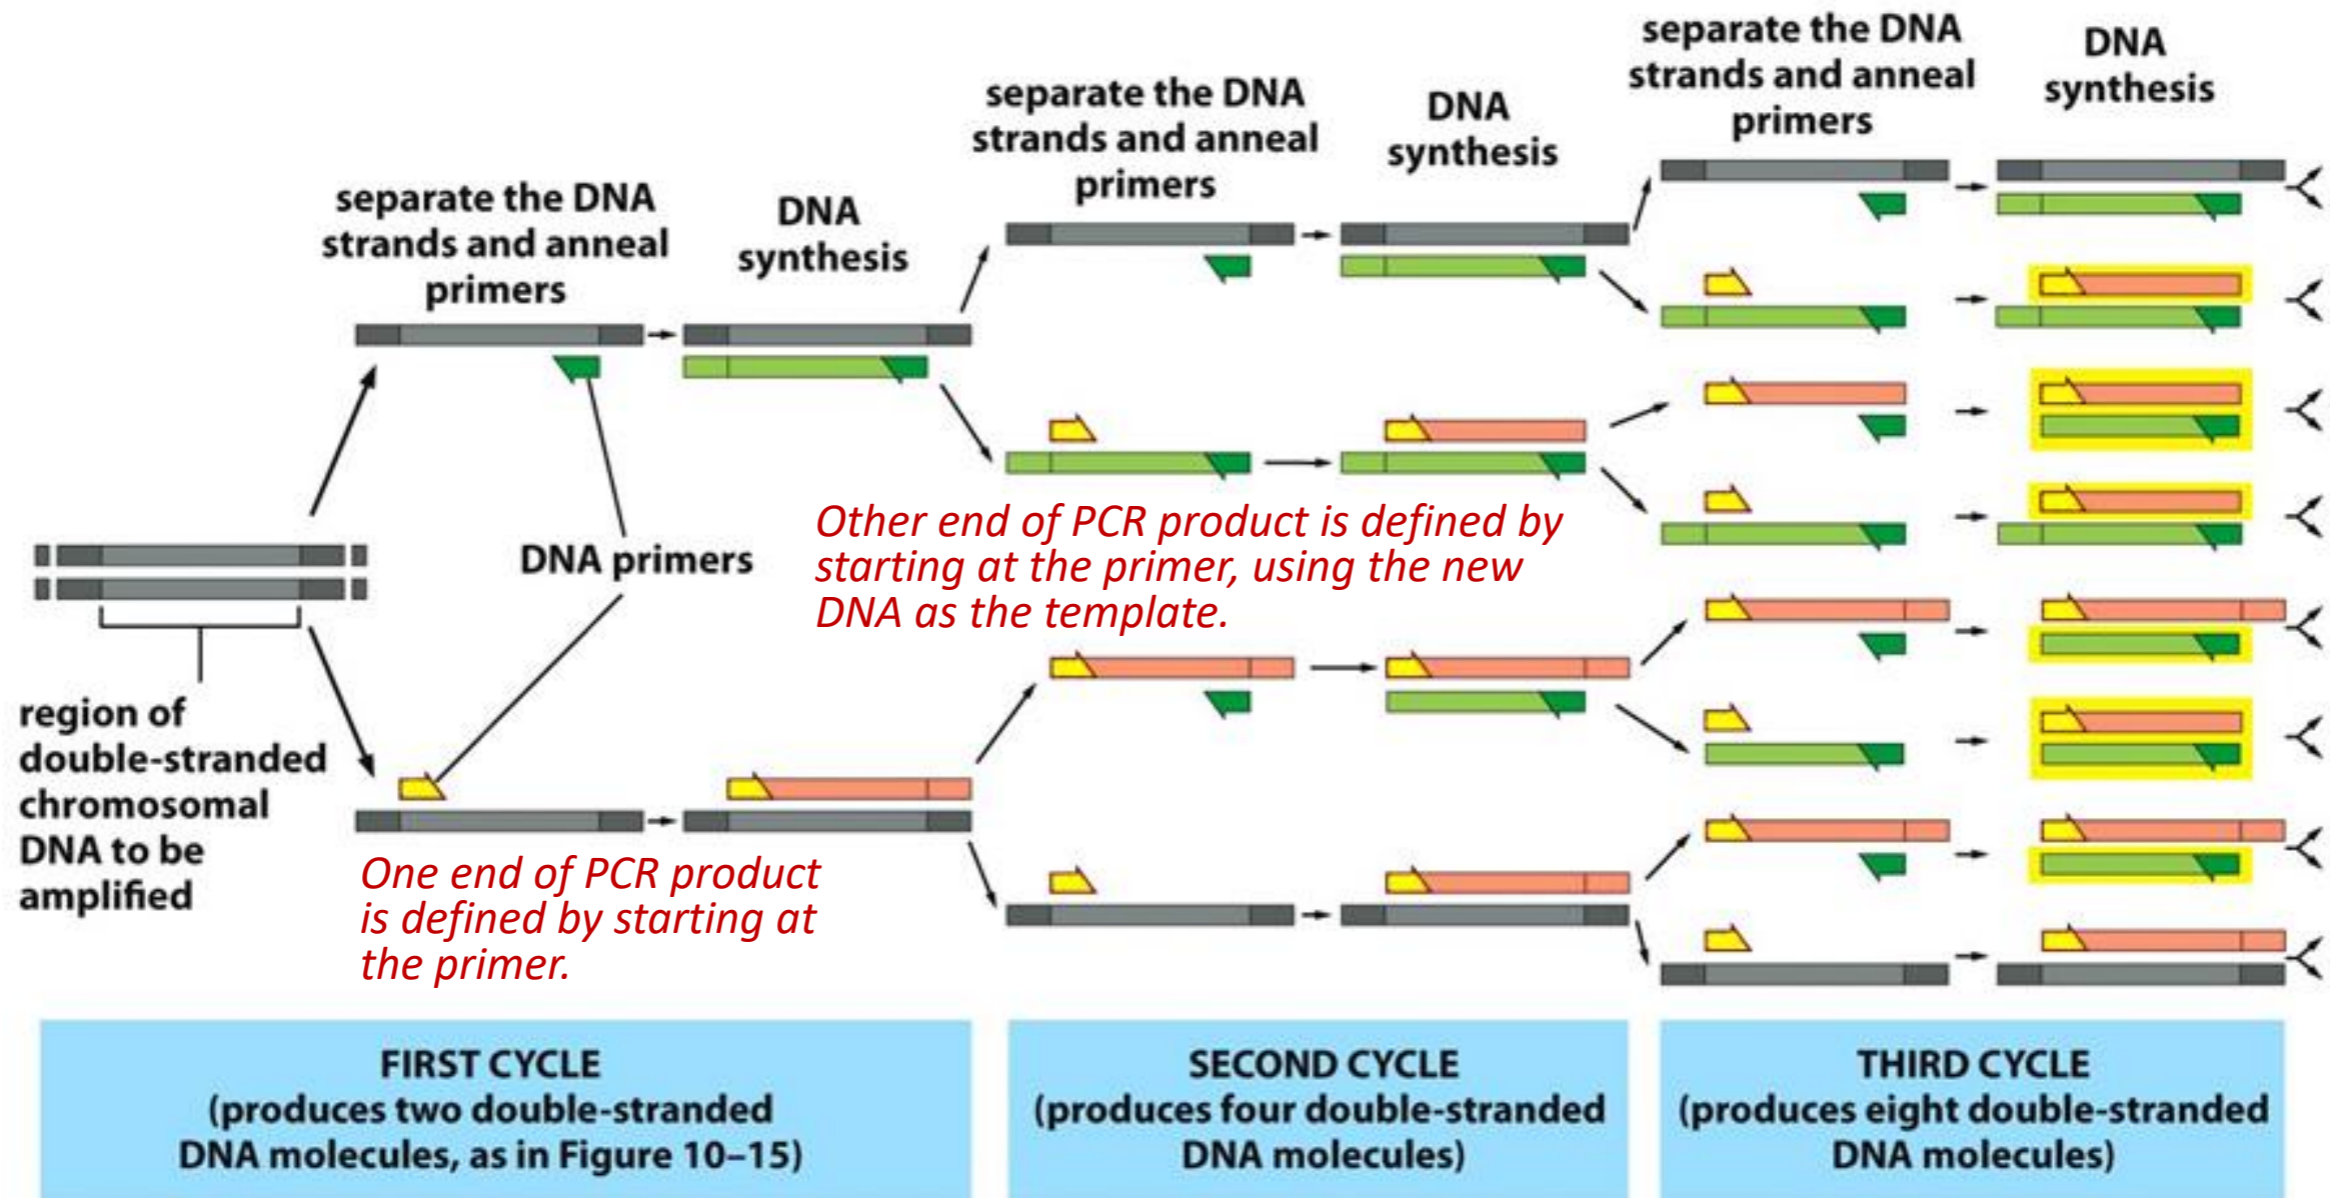 separate the DNA
strands and anneal
primers
DNA
synthesis
separate the DNA
strands and anneal
primers
DNA
synthesis
separate the DNA
strands and anneal
primers
DNA
synthesis
DNA primers
region of
double-stranded
chromosomal
DNA to be
amplified
Other end of PCR product is defined by
starting at the primer, using the new
DNA as the template.
One end of PCR product
is defined by starting at
the primer.
FIRST CYCLE
(produces two double-stranded
DNA molecules, as in Figure 10–15)
SECOND CYCLE
(produces four double-stranded
DNA molecules)
THIRD CYCLE
(produces eight double-stranded
DNA molecules)